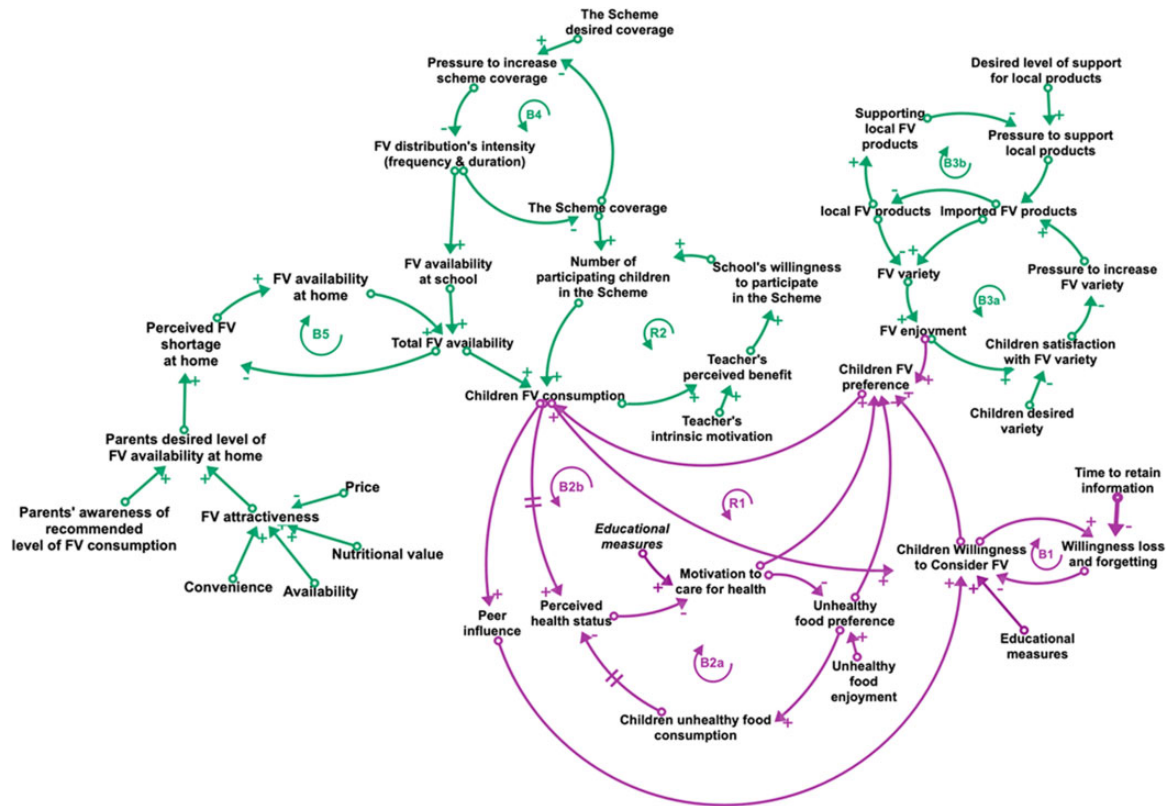 The Scheme
desired coverage
+
Pressure to increase
scheme coverage
-
B4
-
FV distribution's intensity
(frequency & duration)
The Scheme coverage
-
+
+
FV availability
at school
Number of
participating children
in the Scheme
+
School's willingness
to participate
in the Scheme
+
FV availability
at home
B5
R2
+
Perceived FV
shortage
at home
+
+
Total FV availability
-
+
+
+
Teacher's
perceived benefit
+
+
Children FV consumption
+
Teacher's
intrinsic motivation
Parents desired level of
FV availability at home
+
+
Parents' awareness of
recommended
level of FV consumption
FV attractiveness
-
Price
+
+
+
Nutritional value
Convenience
Availability
Desired level of support
for local products
Supporting
local FV
products
-
+
Pressure to support
local products
+
B3b
-
local FV products
Imported FV products
-
+
+
FV variety
Pressure to increase
FV variety
B3a
-
+
FV enjoyment
Children satisfaction
with FV variety
+
-
Children FV
preference
+
Children desired
variety
+
-
+
B2b
R1
Time to retain
information
+
-
Educational
measures
Children Willingness
to Consider FV
B1
Willingness loss
and forgetting
+
Motivation to
care for health
-
+
+
+
-
+
+
Peer
influence
Perceived
health status
-
-
Unhealthy
food preference
+
Educational
measures
B2a
Unhealthy
food
enjoyment
Children unhealthy food
consumption
+